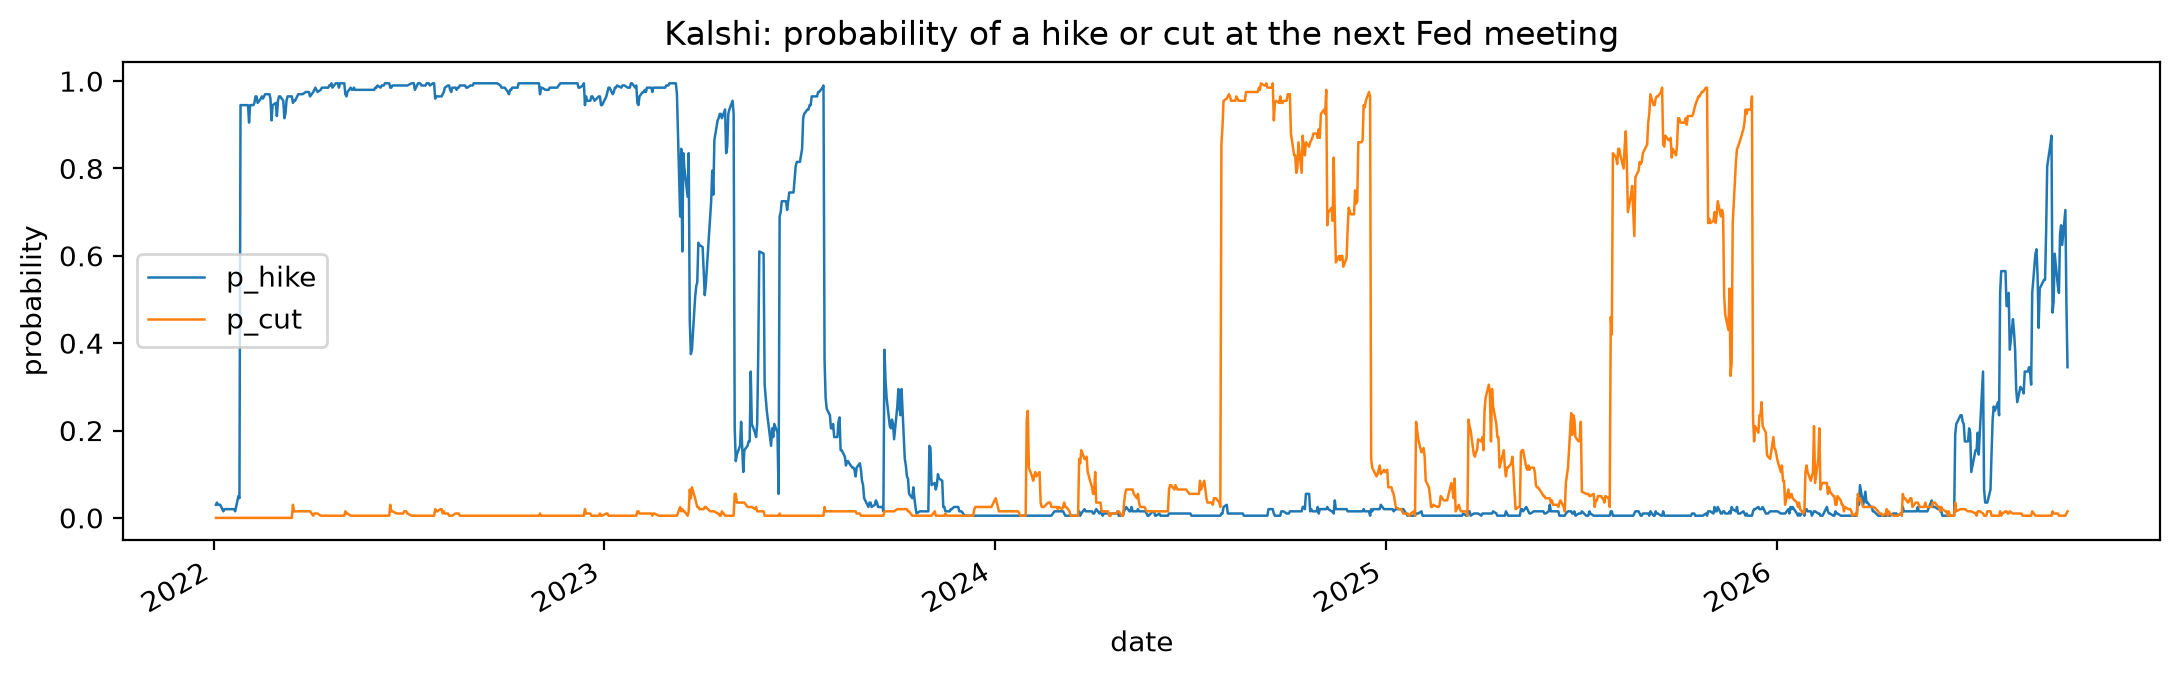 Kalshi: probability of a hike or cut at the next Fed meeting
probability
1.0
0.8
0.6
0.4
0.2
0.0
p_hike
p_cut
2022
2023
2024
2025
2026
date